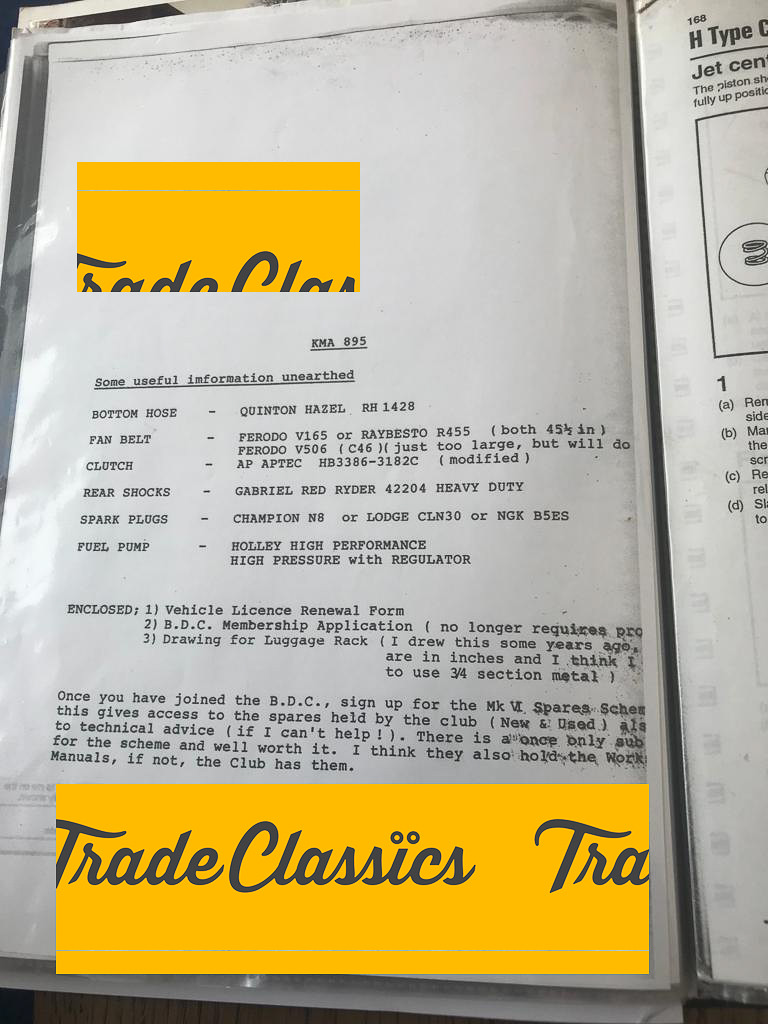 Trade Clas
KMA 895
Some useful imformation unearthed
BOTTOM HOSE - QUINTON HAZEL RH 1428
FAN BELT - FERODO V165 or RAYBESTO R455 (both 45½ in)
FERODO V506 (C46)(just too large, but will do
CLUTCH - AP APTEC HB3386-3182C (modified)
REAR SHOCKS - GABRIEL RED RYDER 42204 HEAVY DUTY
SPARK PLUGS - CHAMPION N8 or LODGE CLN30 or NGK B5ES
FUEL PUMP - HOLLEY HIGH PERFORMANCE
HIGH PRESSURE with REGULATOR
ENCLOSED; 1) Vehicle Licence Renewal Form
2) B.D.C. Membership Application ( no longer requires pro
3) Drawing for Luggage Rack (I drew this some years ago,
are in inches and I think I
to use 3/4 section metal )
Once you have joined the B.D.C., sign up for the Mk VI Spares Schem
this gives access to the spares held by the club (New & Used) als
to technical advice (if I can't help!). There is a once only sub
for the scheme and well worth it. I think they also hold the Work
Manuals, if not, the Club has them.
Trade Classics Tra
168
H Type C
Jet cen
The piston sh
fully up positi
3
1
(a) Rem
side
(b) Mar
the
scr
(c) Re
rel
(d) Sla
to